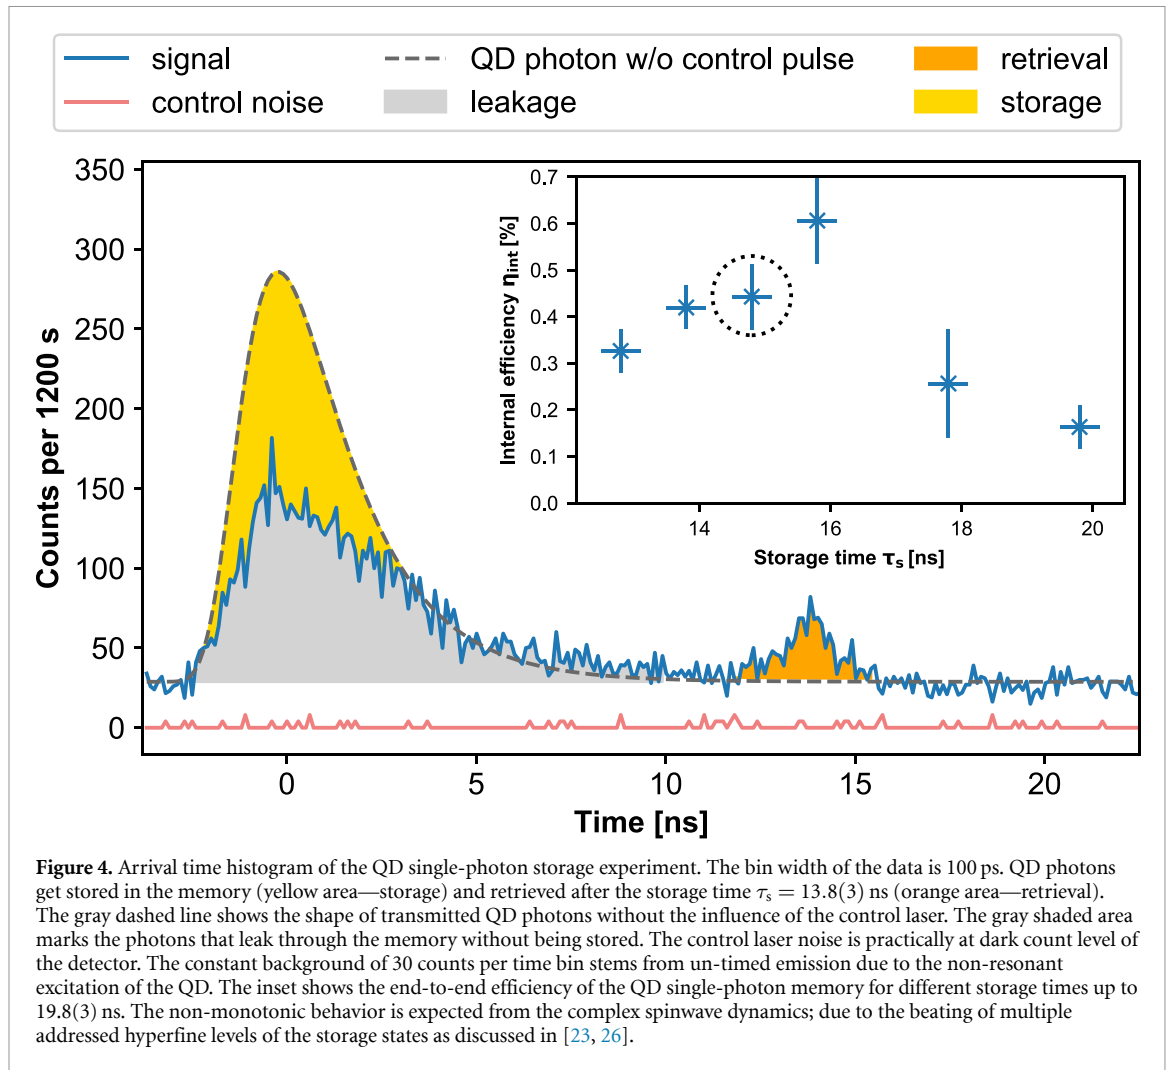 signal
QD photon w/o control pulse
retrieval
control noise
leakage
storage
350
300
250
200
150
100
50
0
Counts per 1200 s
0
5
10
15
20
Time [ns]
0.7
0.6
0.5
0.4
0.3
0.2
0.1
0.0
Internal efficiency ηint [%]
14
16
18
20
Storage time τs [ns]
Figure 4. Arrival time histogram of the QD single-photon storage experiment. The bin width of the data is 100 ps. QD photons
get stored in the memory (yellow area—storage) and retrieved after the storage time τs = 13.8(3) ns (orange area—retrieval).
The gray dashed line shows the shape of transmitted QD photons without the influence of the control laser. The gray shaded area
marks the photons that leak through the memory without being stored. The control laser noise is practically at dark count level of
the detector. The constant background of 30 counts per time bin stems from un-timed emission due to the non-resonant
excitation of the QD. The inset shows the end-to-end efficiency of the QD single-photon memory for different storage times up to
19.8(3) ns. The non-monotonic behavior is expected from the complex spinwave dynamics; due to the beating of multiple
addressed hyperfine levels of the storage states as discussed in [23, 26].